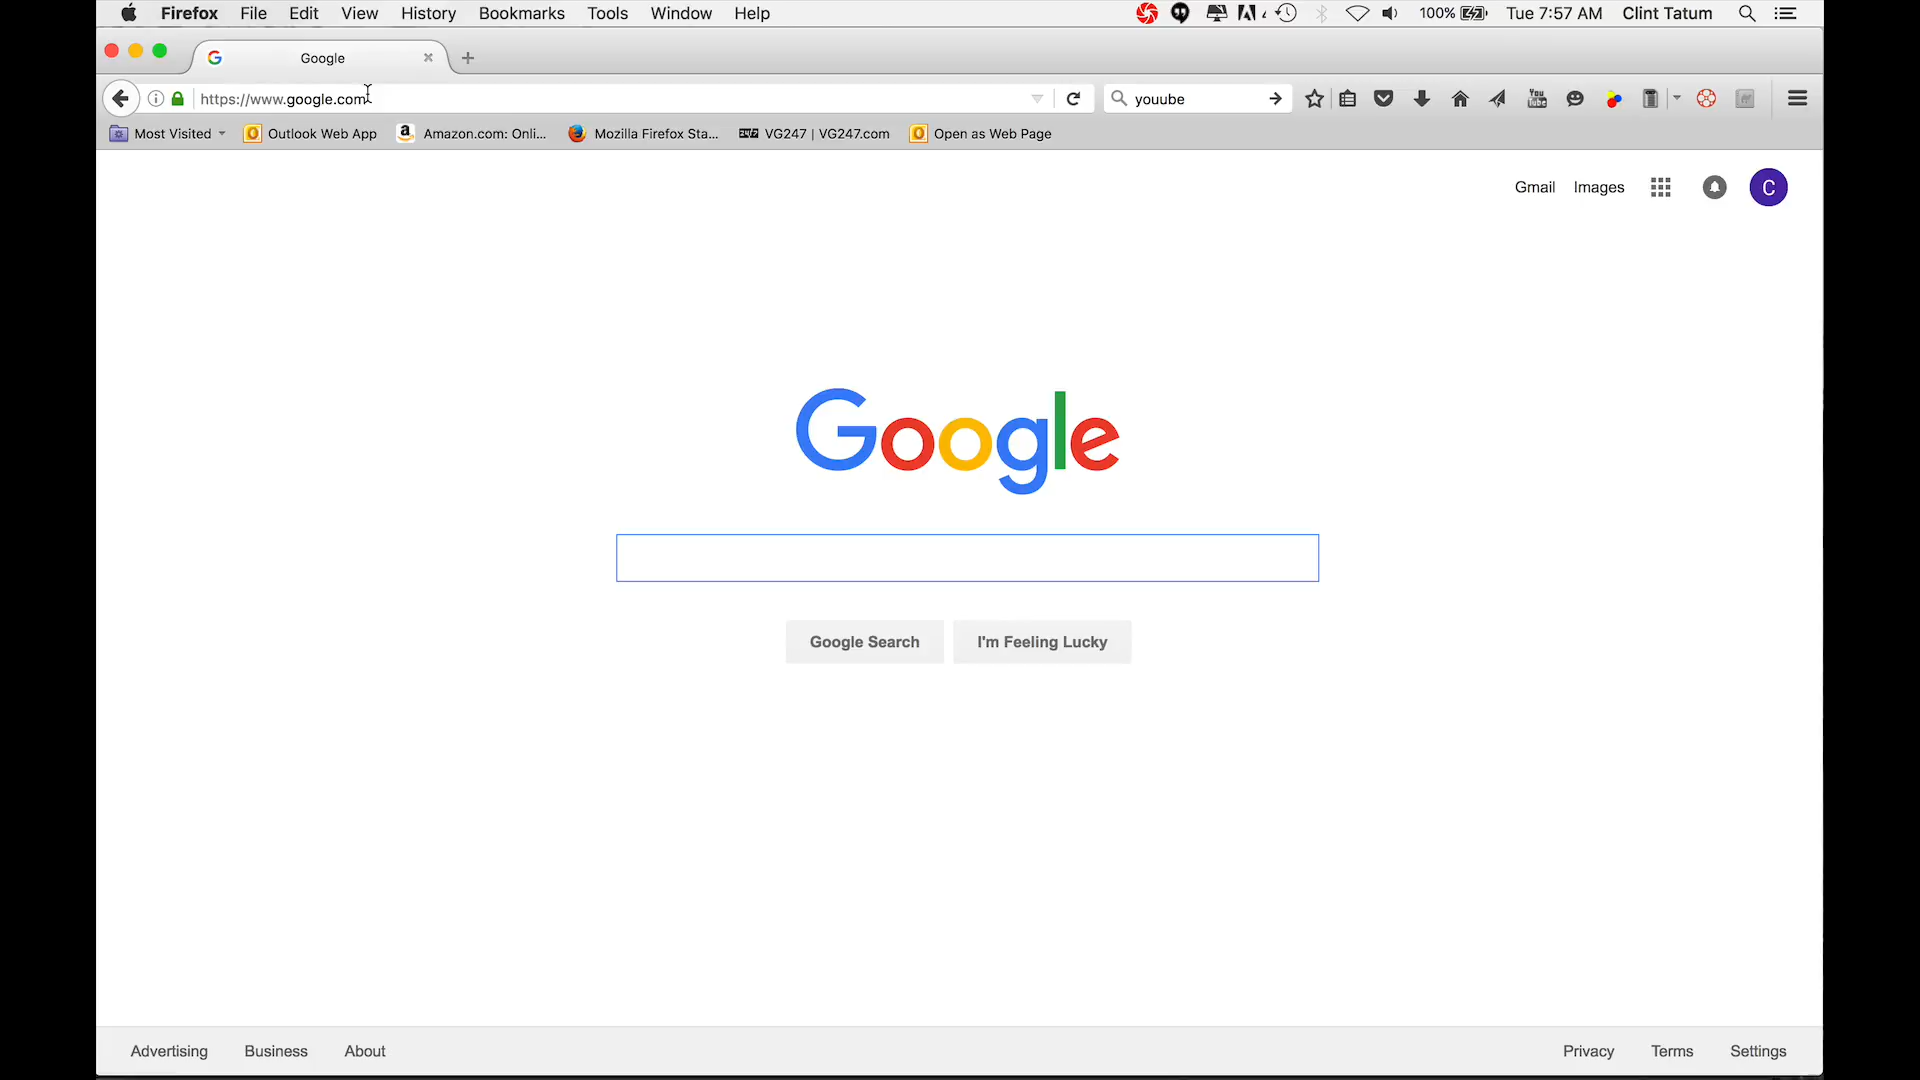 Firefox File Edit View History Bookmarks Tools Window Help 100% Tue 7:57 AM Clint Tatum
Google
https://www.google.com youube You Tube
Most Visited Outlook Web App Amazon.com: Onli... Mozilla Firefox Sta... VG247 | VG247.com Open as Web Page
Gmail Images C
Google
Google Search I'm Feeling Lucky
Advertising Business About Privacy Terms Settings